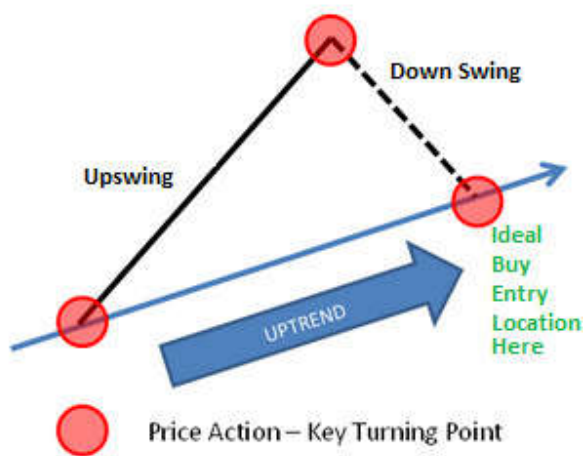 Down Swing
Upswing
Ideal
Buy
Entry
Location
Here
UPTREND
Price Action – Key Turning Point